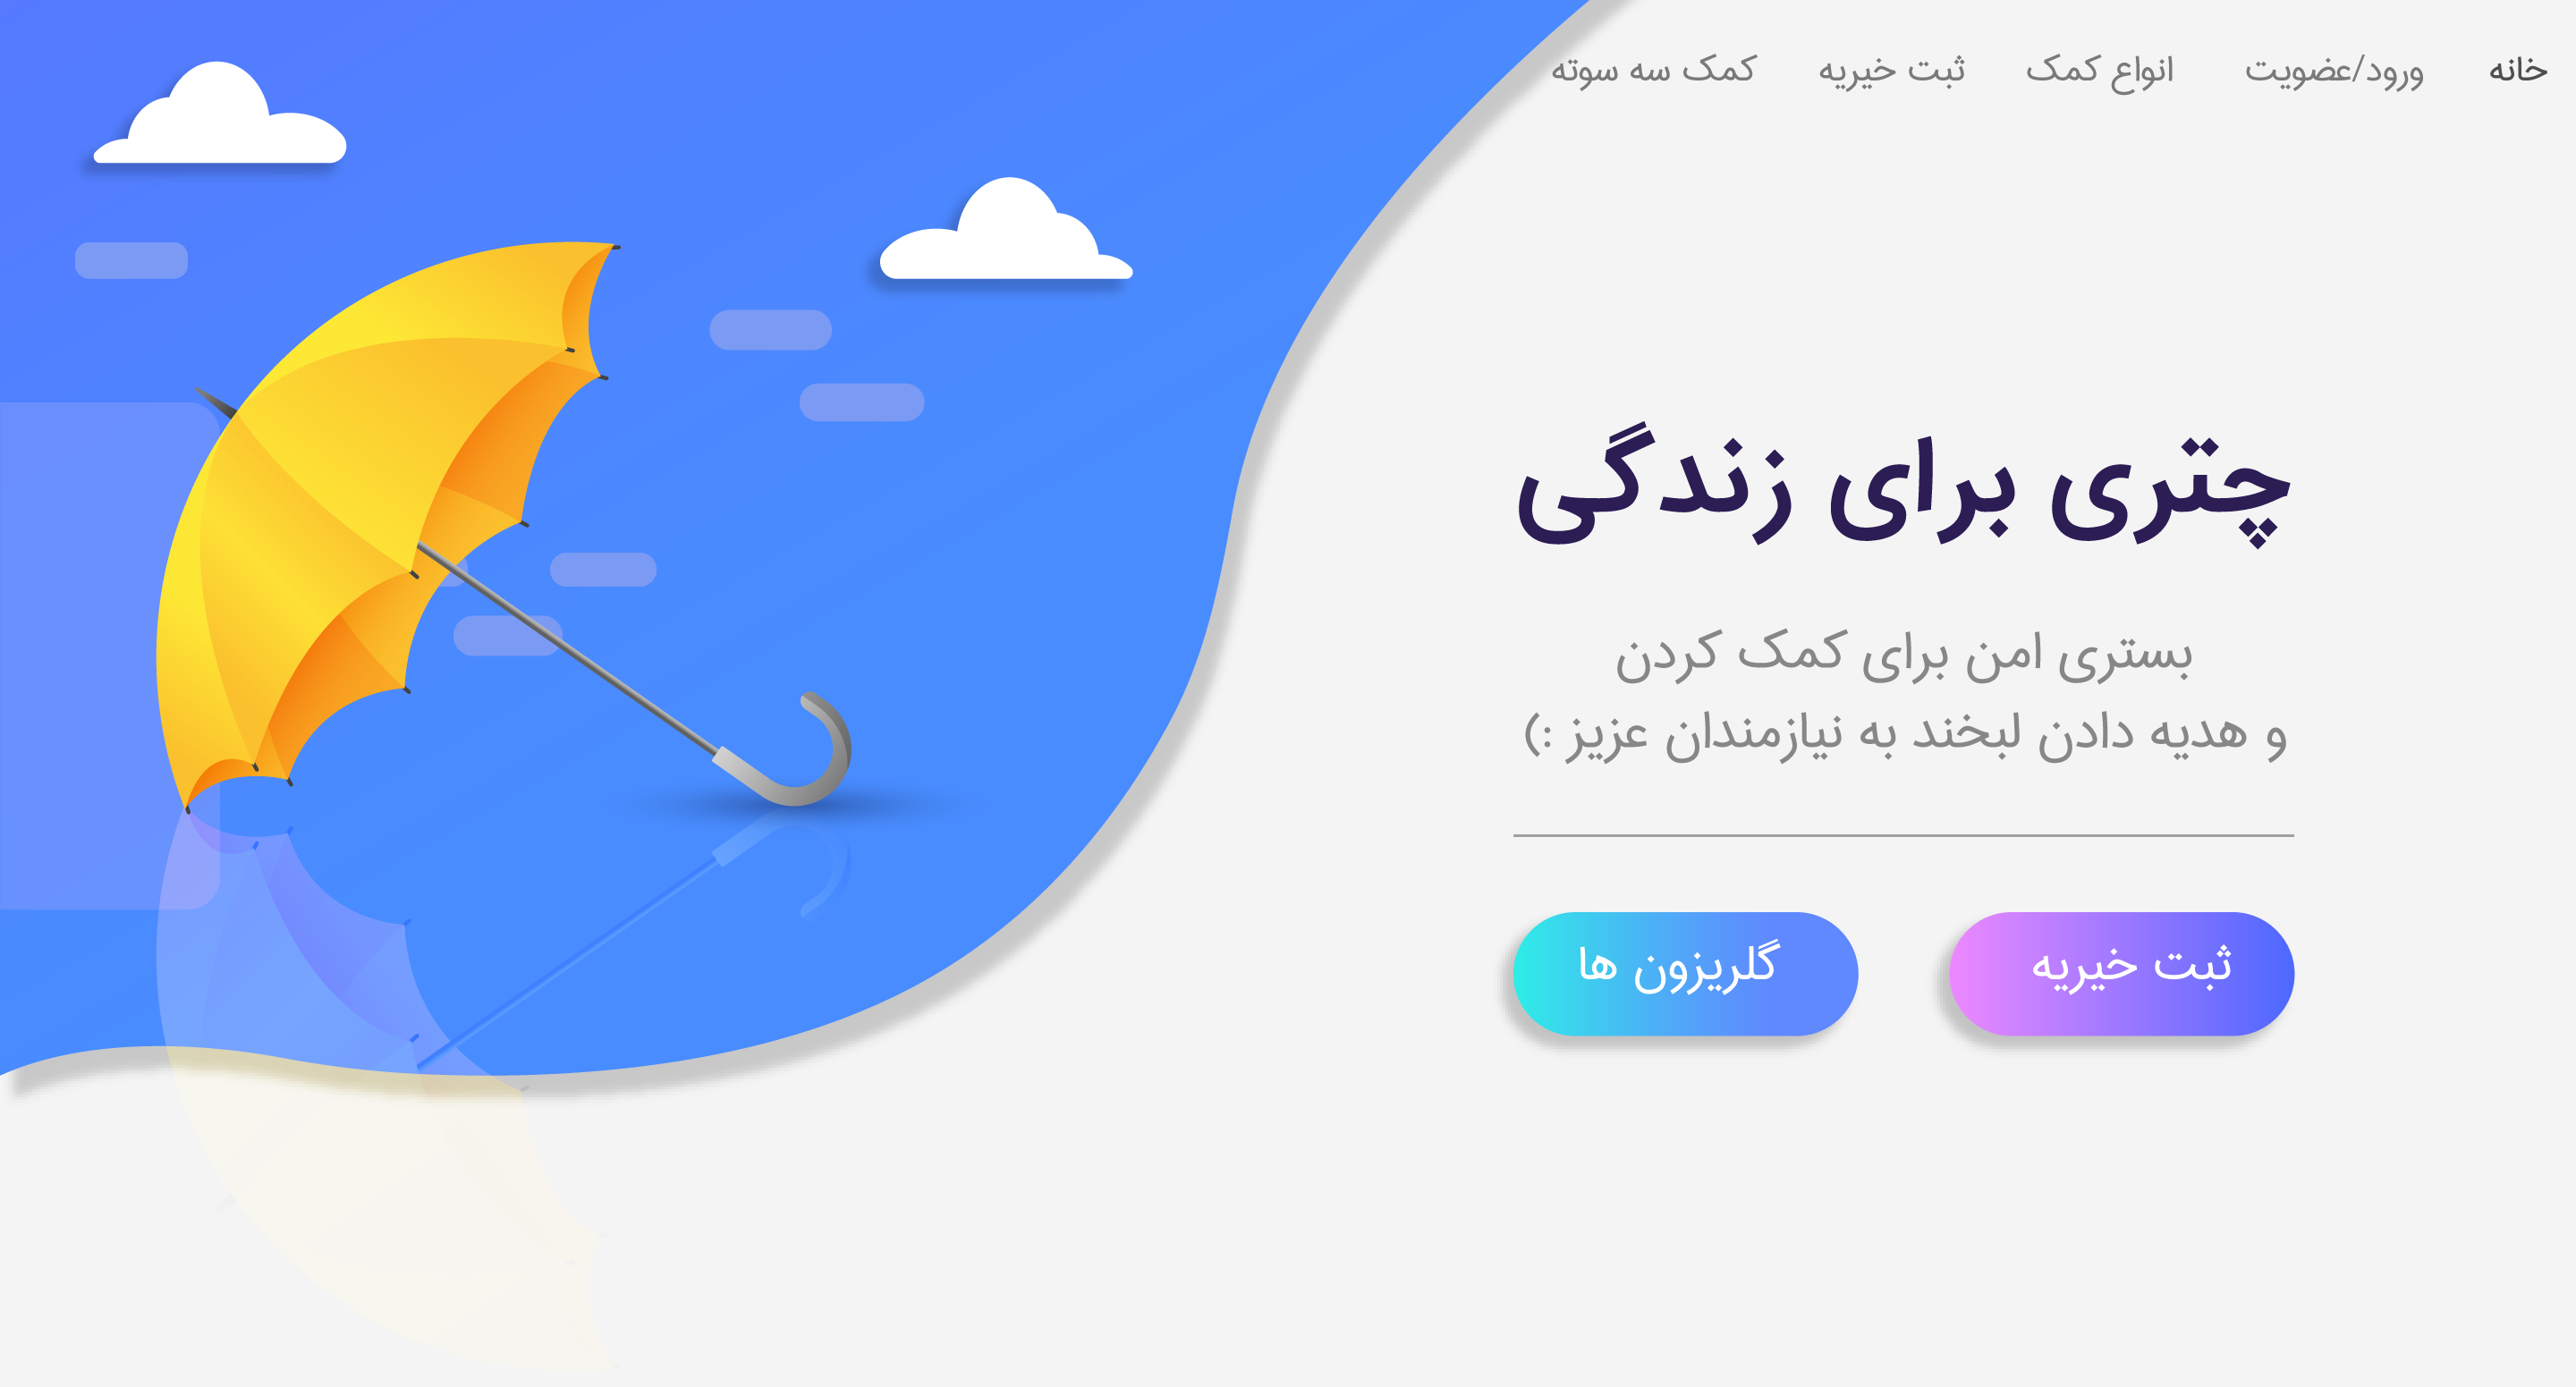 خانه ورود/عضویت انواع کمک ثبت خیریه کمک سه سوته
چتری برای زندگی
بستری امن برای کمک کردن
و هدیه دادن لبخند به نیازمندان عزیز :)
ثبت خیریه گلریزون ها